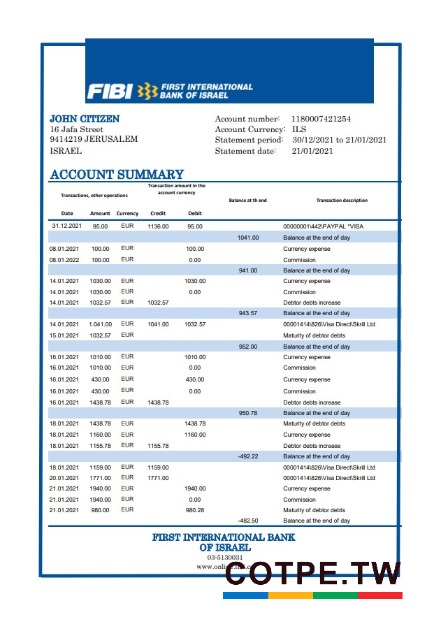 FIBI FIRST INTERNATIONAL
BANK OF ISRAEL
JOHN CITIZEN
16 Jafa Street
9414219 JERUSALEM
ISRAEL
Account number: 1180007421254
Account Currency: ILS
Statement period: 30/12/2021 to 21/01/2021
Statement date: 21/01/2021
ACCOUNT SUMMARY
Transactions, other operations
Transaction amount in the
account currency
Balance at th end
Transaction description
Date Amount Currency Credit Debit
31.12.2021 95.00 EUR 1136.00 95.00 00000001\442\PAYPAL *VISA
1041.00 Balance at the end of day
08.01.2021 100.00 EUR 100.00 Currency expense
08.01.2022 100.00 EUR 0.00 Commission
941.00 Balance at the end of day
14.01.2021 1030.00 EUR 1030.00 Currency expense
14.01.2021 1030.00 EUR 0.00 Commission
14.01.2021 1032.57 EUR 1032.57 Debtor debts increase
943.57 Balance at the end of day
14.01.2021 1.041.00 EUR 1041.00 1032.57 00001414\826\Visa Direct\Skrill Ltd
15.01.2021 1032.57 EUR Maturity of debtor debts
952.00 Balance at the end of day
16.01.2021 1010.00 EUR 1010.00 Currency expense
16.01.2021 1010.00 EUR 0.00 Commission
16.01.2021 430.00 EUR 430.00 Currency expense
16.01.2021 430.00 EUR 0.00 Commission
16.01.2021 1438.78 EUR 1438.78 Debtor debts increase
950.78 Balance at the end of day
18.01.2021 1438.78 EUR 1438.78 Maturity of debtor debts
18.01.2021 1160.00 EUR 1160.00 Currency expense
18.01.2021 1155.78 EUR 1155.78 Debtor debts increase
-492.22 Balance at the end of day
18.01.2021 1159.00 EUR 1159.00 00001414\826\Visa Direct\Skrill Ltd
20.01.2021 1771.00 EUR 1771.00 00001414\826\Visa Direct\Skrill Ltd
21.01.2021 1940.00 EUR 1940.00 Currency expense
21.01.2021 1940.00 EUR 0.00 Commission
21.01.2021 980.00 EUR 980.28 Maturity of debtor debts
-482.50 Balance at the end of day
FIRST INTERNATIONAL BANK
OF ISRAEL
03-5130031
COTPE.TW